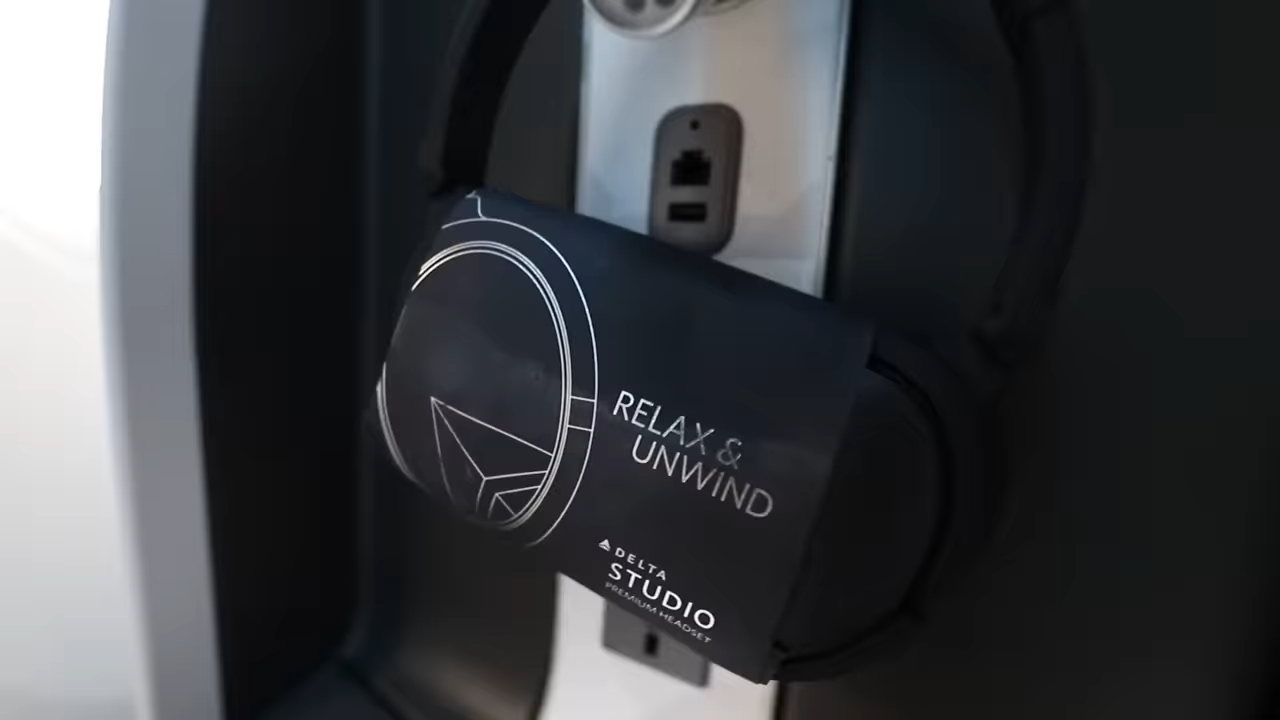 RELAX &
UNWIND
DELTA
STUDIO
PREMIUM HEADSET